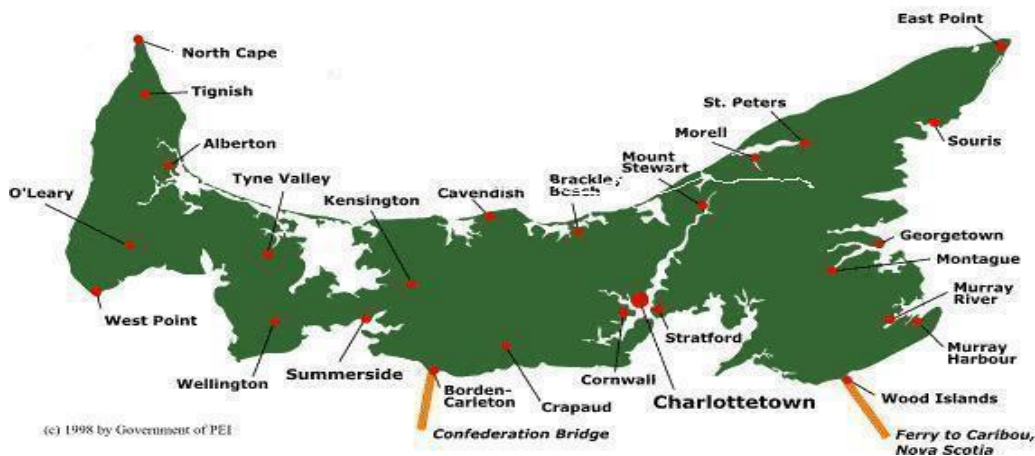 East Point
North Cape
Tignish
St. Peters
Morell
Souris
Alberton
Mount
Stewart
O'Leary
Tyne Valley
Kensington
Cavendish
Brackley
Beach
Georgetown
Montague
Murray
River
West Point
Stratford
Murray
Harbour
Wellington
Summerside
Borden-
Carleton
Crapaud
Cornwall
Charlottetown
Wood Islands
(c) 1998 by Government of PEI
Confederation Bridge
Ferry to Caribou,
Nova Scotia